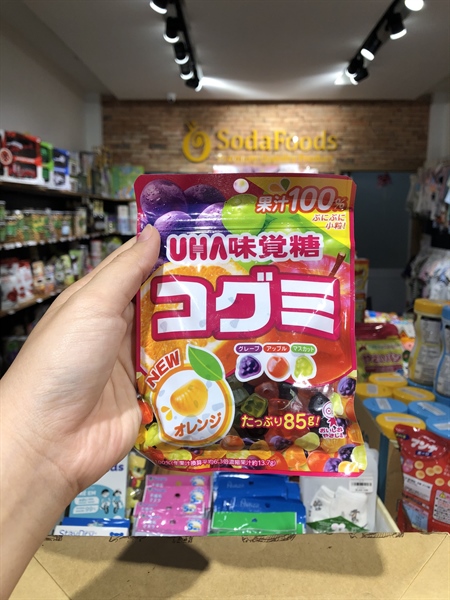 SodaFoods
果汁100%
ぷにぷに
小粒!
UHA味覚糖
コグミ
グレープ アップル マスカット
NEW
オレンジ
たっぷり85g!